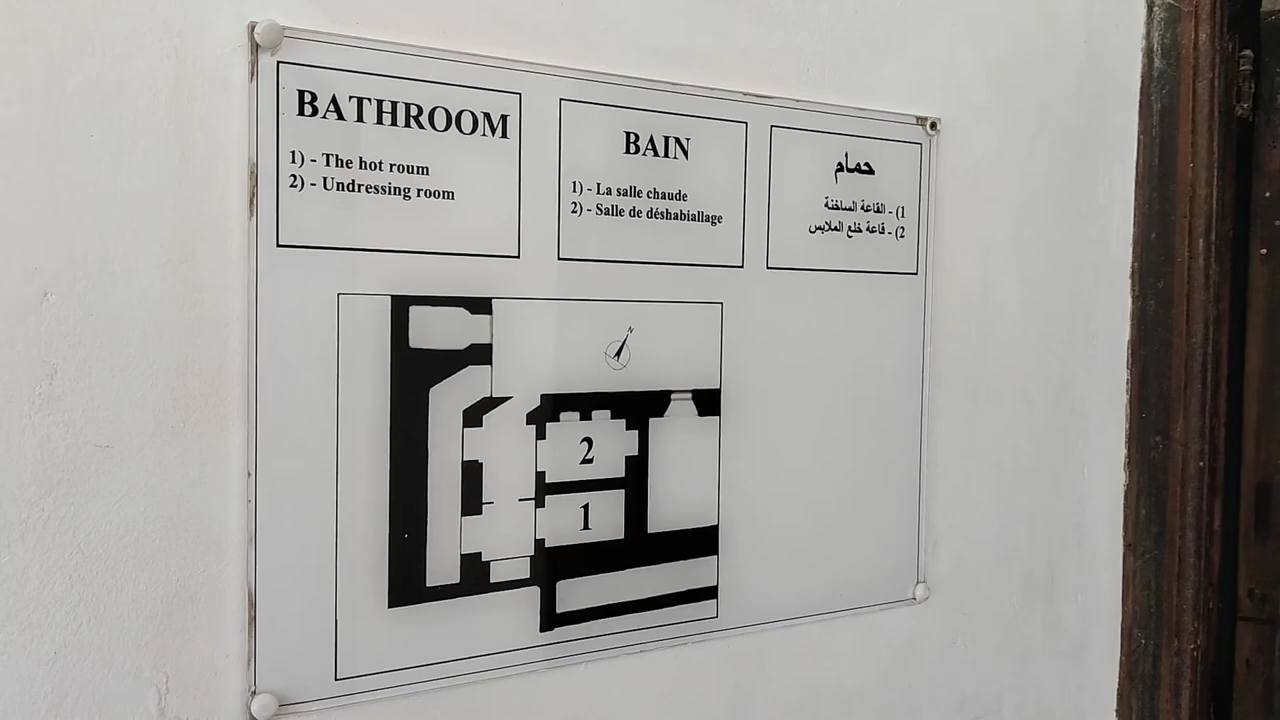 BATHROOM
1) - The hot roum
2) - Undressing room
BAIN
1) - La salle chaude
2) - Salle de déshabiallage
حمام
1) - القاعة الساخنة
2) - قاعة خلع الملابس
N
2
1